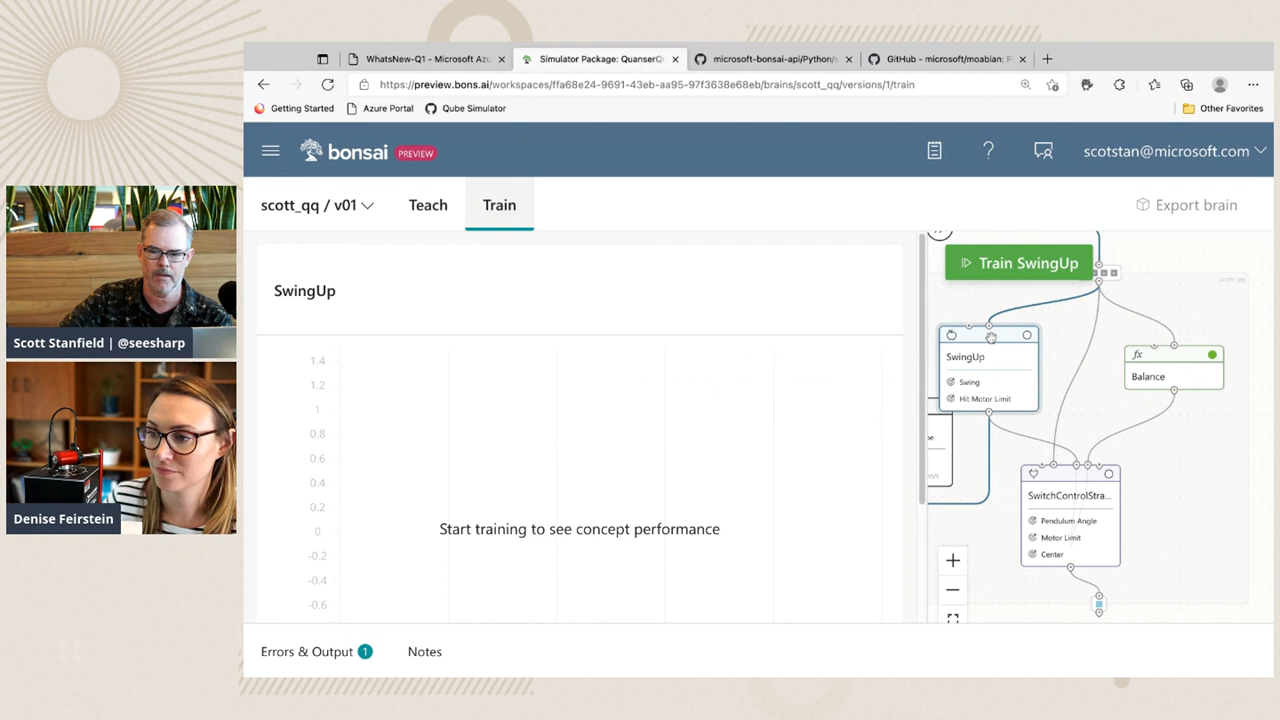 WhatsNew-Q1 - Microsoft Az
Simulator Package: QuanserQ
microsoft-bonsai-api/Python/s
GitHub - microsoft/moabian: P
https://preview.bons.ai/workspaces/ffa68e24-9691-43eb-aa95-97f3638e68eb/brains/scott_qq/versions/1/train
Getting Started
Azure Portal
Qube Simulator
Other Favorites
bonsai PREVIEW
?
scotstan@microsoft.com
scott_qq / v01
Teach
Train
Export brain
SwingUp
1.4
1.2
1
0.8
0.6
0.4
0.2
0
-0.2
-0.4
-0.6
Start training to see concept performance
Train SwingUp
scott_qq
SwingUp
Swing
Hit Motor Limit
fx
Balance
SwitchControlStra...
Pendulum Angle
Motor Limit
Center
Errors & Output 1
Notes
Scott Stanfield | @seesharp
Denise Feirstein